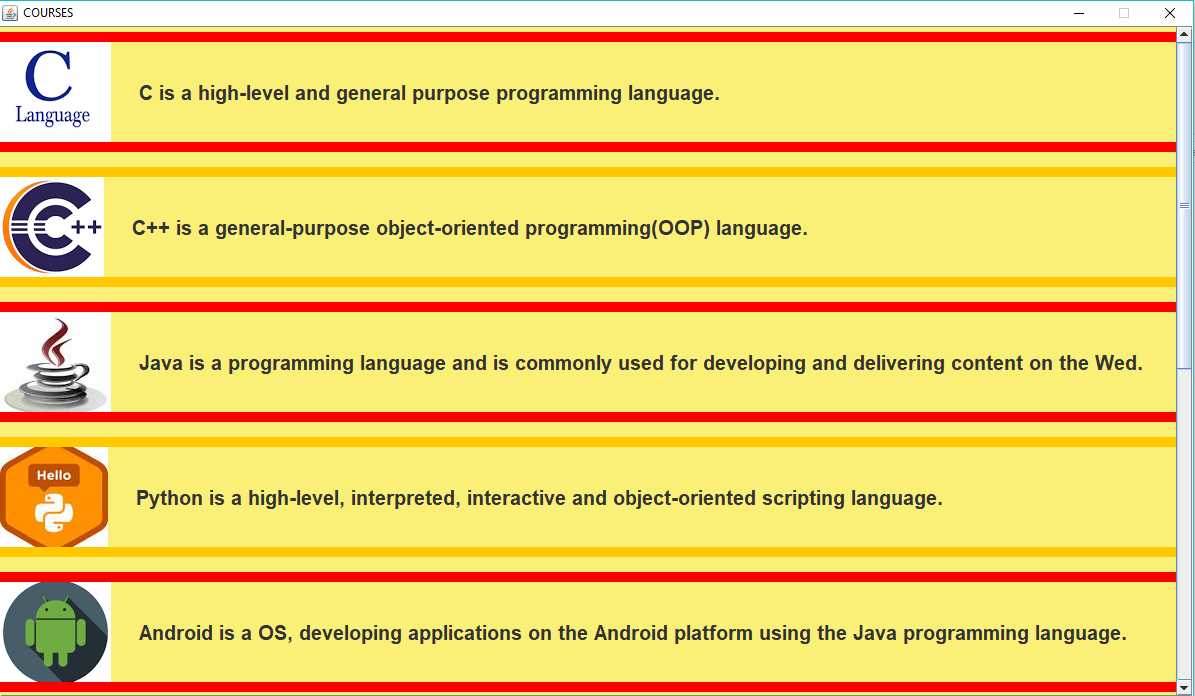 COURSES
C
Language
C is a high-level and general purpose programming language.
C++
C++ is a general-purpose object-oriented programming(OOP) language.
Java is a programming language and is commonly used for developing and delivering content on the Wed.
Hello
Python is a high-level, interpreted, interactive and object-oriented scripting language.
Android is a OS, developing applications on the Android platform using the Java programming language.